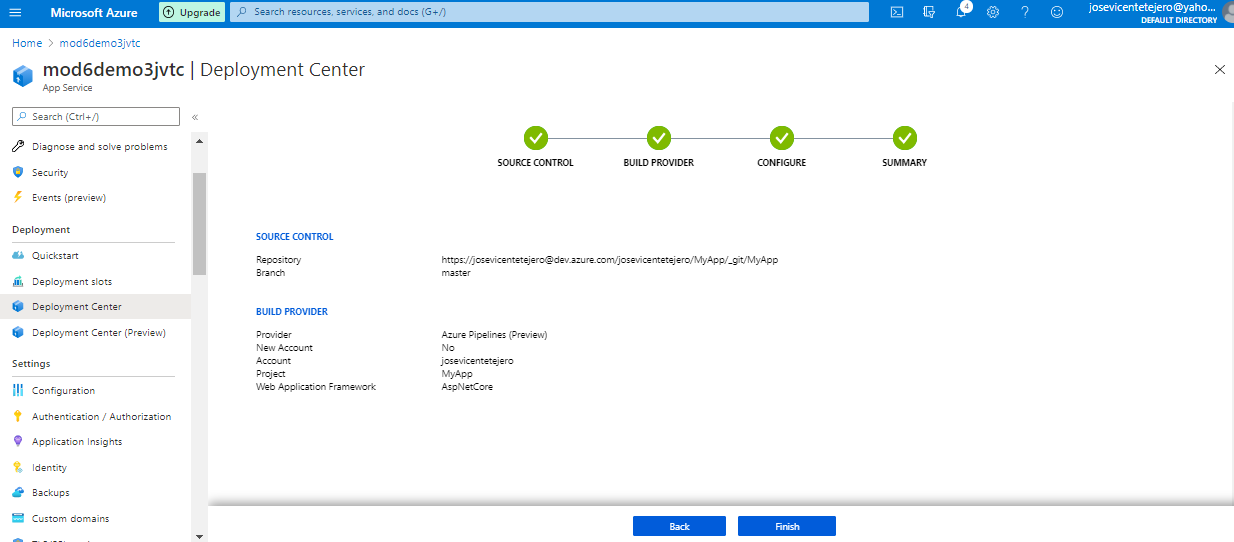 Microsoft Azure
Upgrade
Search resources, services, and docs (G+/)
4
josevicentetejero@yaho...
DEFAULT DIRECTORY
Home > mod6demo3jvtc
mod6demo3jvtc | Deployment Center
App Service
Search (Ctrl+/)
«
Diagnose and solve problems
Security
Events (preview)
Deployment
Quickstart
Deployment slots
Deployment Center
Deployment Center (Preview)
Settings
Configuration
Authentication / Authorization
Application Insights
Identity
Backups
Custom domains
SOURCE CONTROL
BUILD PROVIDER
CONFIGURE
SUMMARY
SOURCE CONTROL
Repository https://josevicentetejero@dev.azure.com/josevicentetejero/MyApp/_git/MyApp
Branch master
BUILD PROVIDER
Provider Azure Pipelines (Preview)
New Account No
Account josevicentetejero
Project MyApp
Web Application Framework AspNetCore
Back
Finish